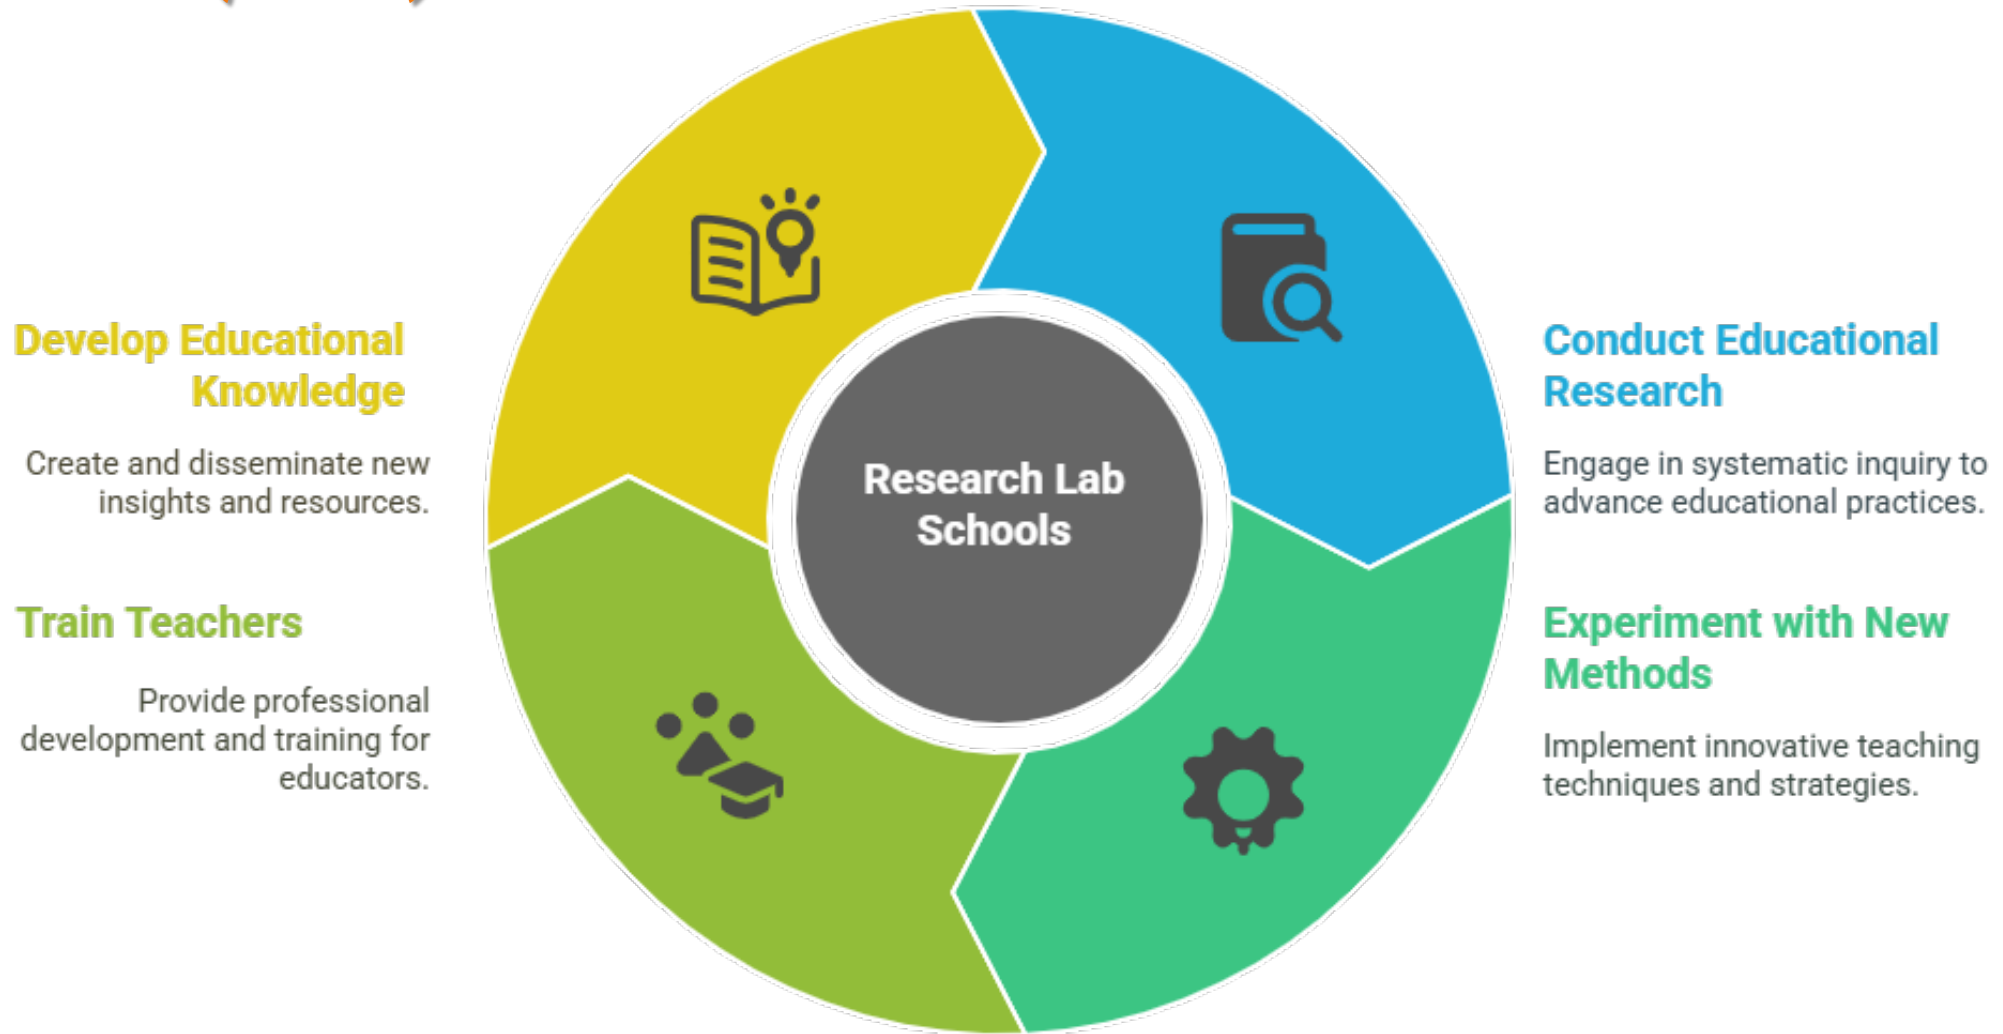 Develop Educational
Knowledge
Create and disseminate new
insights and resources.
Train Teachers
Provide professional
development and training for
educators.
Research Lab
Schools
Conduct Educational
Research
Engage in systematic inquiry to
advance educational practices.
Experiment with New
Methods
Implement innovative teaching
techniques and strategies.